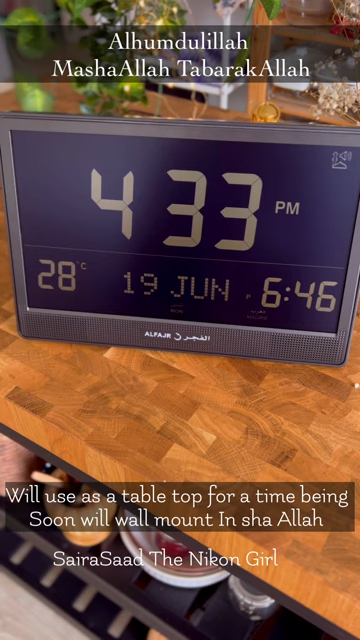 Alhumdulillah
MashaAllah TabarakAllah
4 33 PM
28 °C 19 JUN P 6:46
MON
ALFAJR الفجر
Will use as a table top for a time being
Soon will wall mount In sha Allah
SairaSaad The Nikon Girl